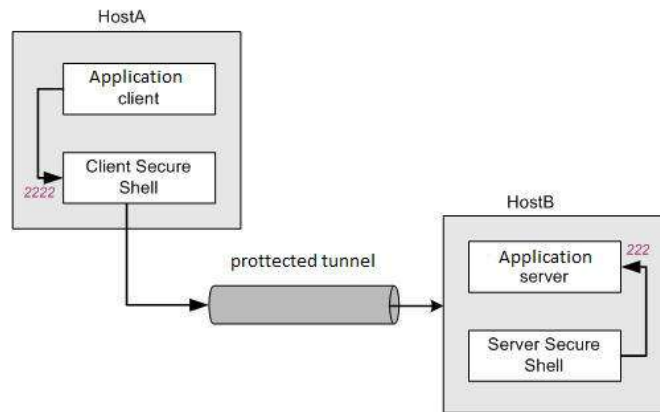 HostA
Application
client
Client Secure
Shell
2222
prottected tunnel
HostB
222
Application
server
Server Secure
Shell